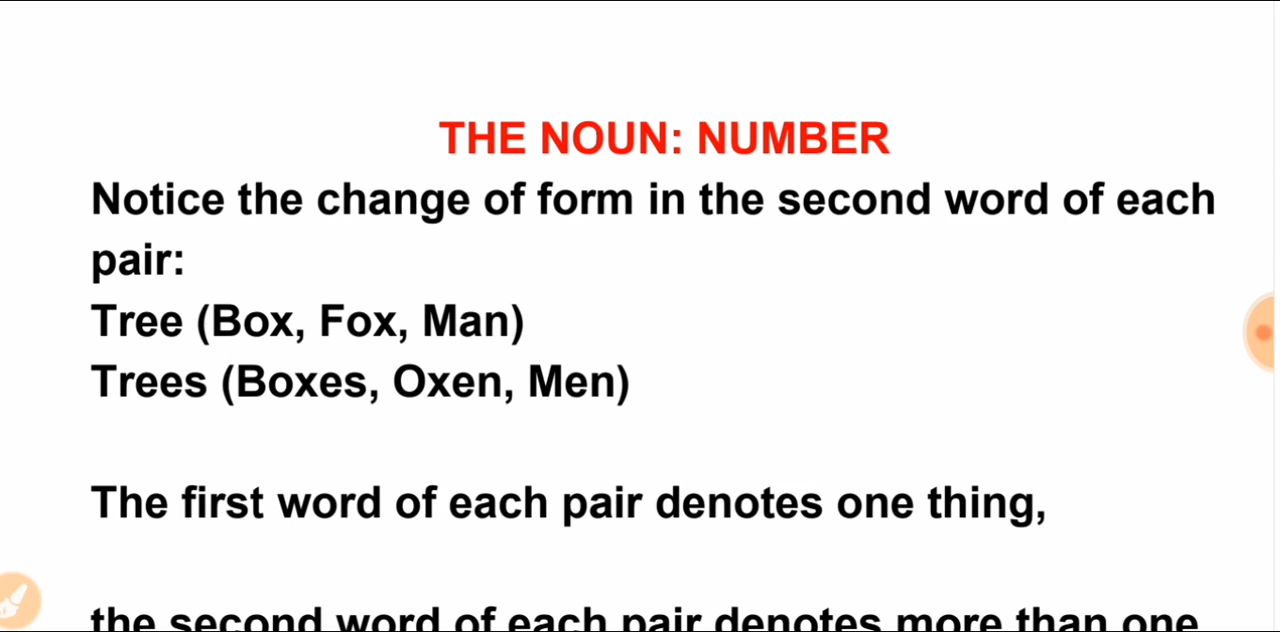 THE NOUN: NUMBER
Notice the change of form in the second word of each
pair:
Tree (Box, Fox, Man)
Trees (Boxes, Oxen, Men)
The first word of each pair denotes one thing,
the second word of each pair denotes more than one